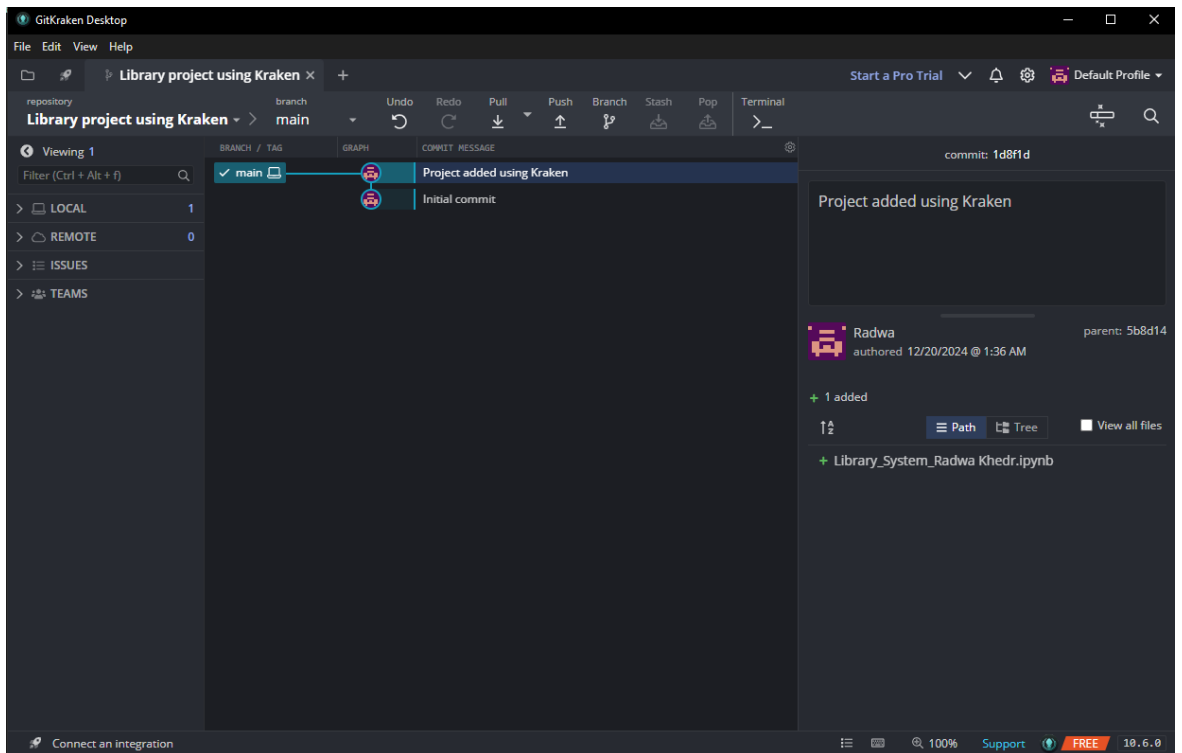 GitKraken Desktop
File Edit View Help
Library project using Kraken
Start a Pro Trial
Default Profile
repository
Library project using Kraken
branch
main
Undo
Redo
Pull
Push
Branch
Stash
Pop
Terminal
Viewing 1
Filter (Ctrl + Alt + f)
LOCAL 1
REMOTE 0
ISSUES
TEAMS
BRANCH / TAG GRAPH COMMIT MESSAGE
main Project added using Kraken
Initial commit
commit: 1d8f1d
Project added using Kraken
Radwa parent: 5b8d14
authored 12/20/2024 @ 1:36 AM
+ 1 added
Path Tree View all files
+ Library_System_Radwa Khedr.ipynb
Connect an integration
100% Support FREE 10.6.0